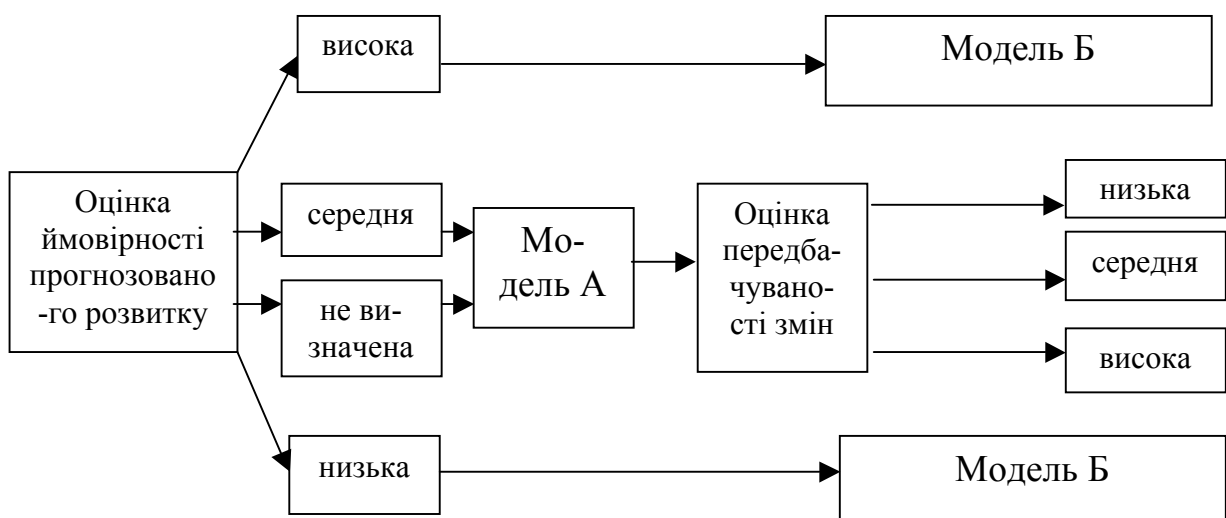 висока
Модель Б
Оцінка
ймовірності
прогнозовано
-го розвитку
середня
не ви-
значена
Мо-
дель А
Оцінка
передба-
чувано-
сті змін
низька
середня
висока
низька
Модель Б